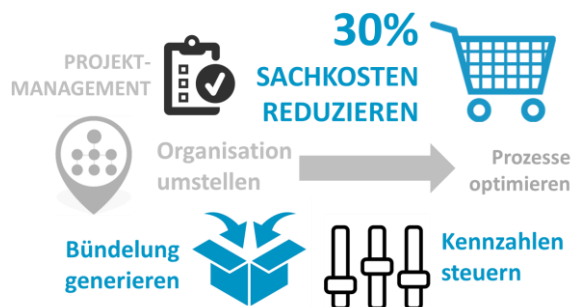 PROJEKT-
MANAGEMENT
30%
SACHKOSTEN
REDUZIEREN
Organisation
umstellen
Prozesse
optimieren
Bündelung
generieren
Kennzahlen
steuern